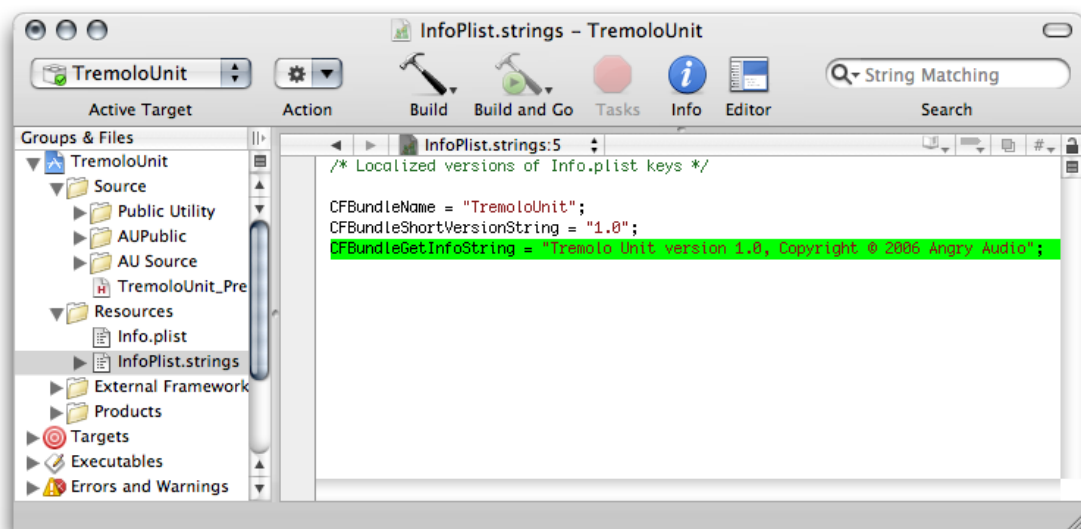 InfoPlist.strings – TremoloUnit
TremoloUnit
String Matching
Active Target
Action
Build
Build and Go
Tasks
Info
Editor
Search
Groups & Files
InfoPlist.strings:5
#
TremoloUnit
Source
Public Utility
AUPublic
AU Source
TremoloUnit_Pre
Resources
Info.plist
InfoPlist.strings
External Framework
Products
Targets
Executables
Errors and Warnings
/* Localized versions of Info.plist keys */
CFBundleName = "TremoloUnit";
CFBundleShortVersionString = "1.0";
CFBundleGetInfoString = "Tremolo Unit version 1.0, Copyright © 2006 Angry Audio";